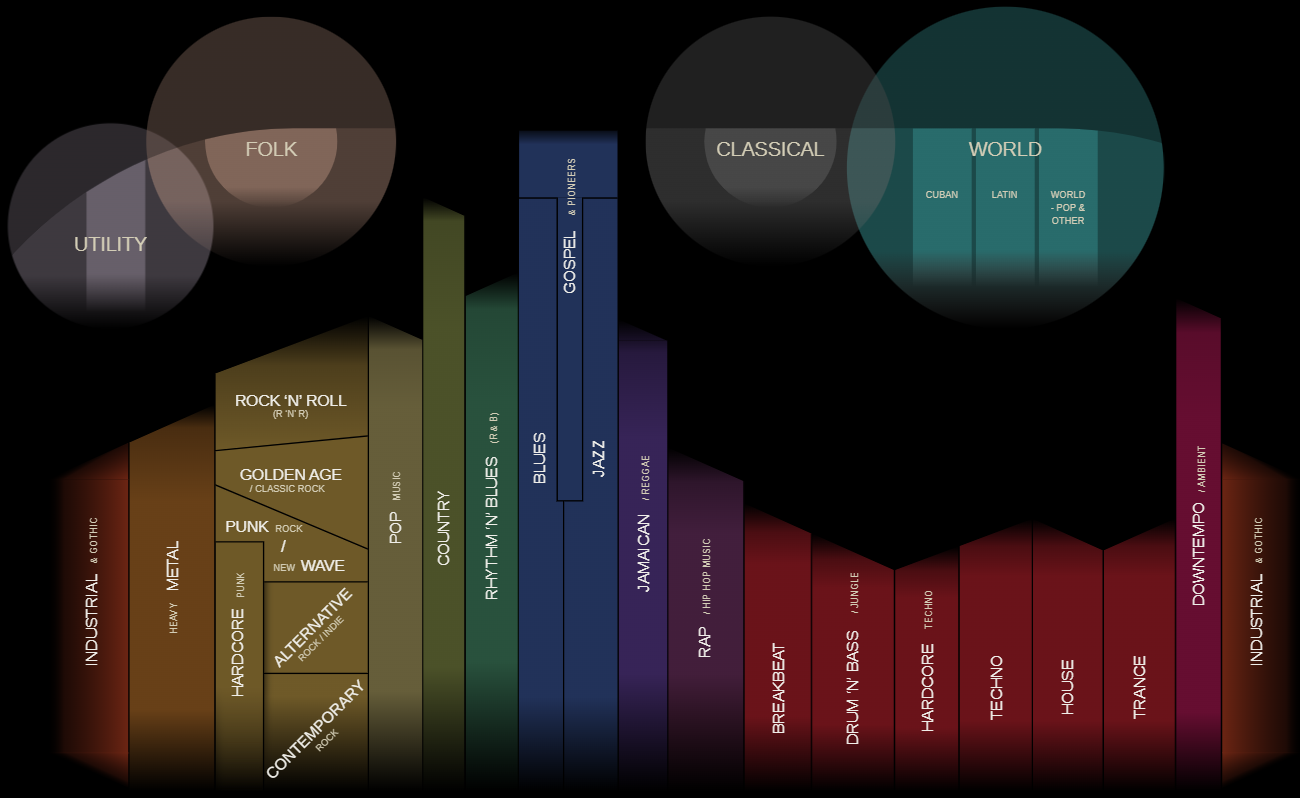 FOLK
CLASSICAL
WORLD
CUBAN
LATIN
WORLD
- POP &
OTHER
UTILITY
INDUSTRIAL & GOTHIC
HEAVY METAL
ROCK ‘N’ ROLL
(R ‘N’ R)
GOLDEN AGE
/ CLASSIC ROCK
PUNK ROCK
/
NEW WAVE
HARDCORE PUNK
ALTERNATIVE
ROCK / INDIE
CONTEMPORARY
ROCK
POP MUSIC
COUNTRY
RHYTHM ‘N’ BLUES (R & B)
BLUES
GOSPEL & PIONEERS
JAZZ
JAMAICAN / REGGAE
RAP / HIP HOP MUSIC
BREAKBEAT
DRUM ‘N’ BASS / JUNGLE
HARDCORE TECHNO
TECHNO
HOUSE
TRANCE
DOWNTEMPO / AMBIENT
INDUSTRIAL & GOTHIC